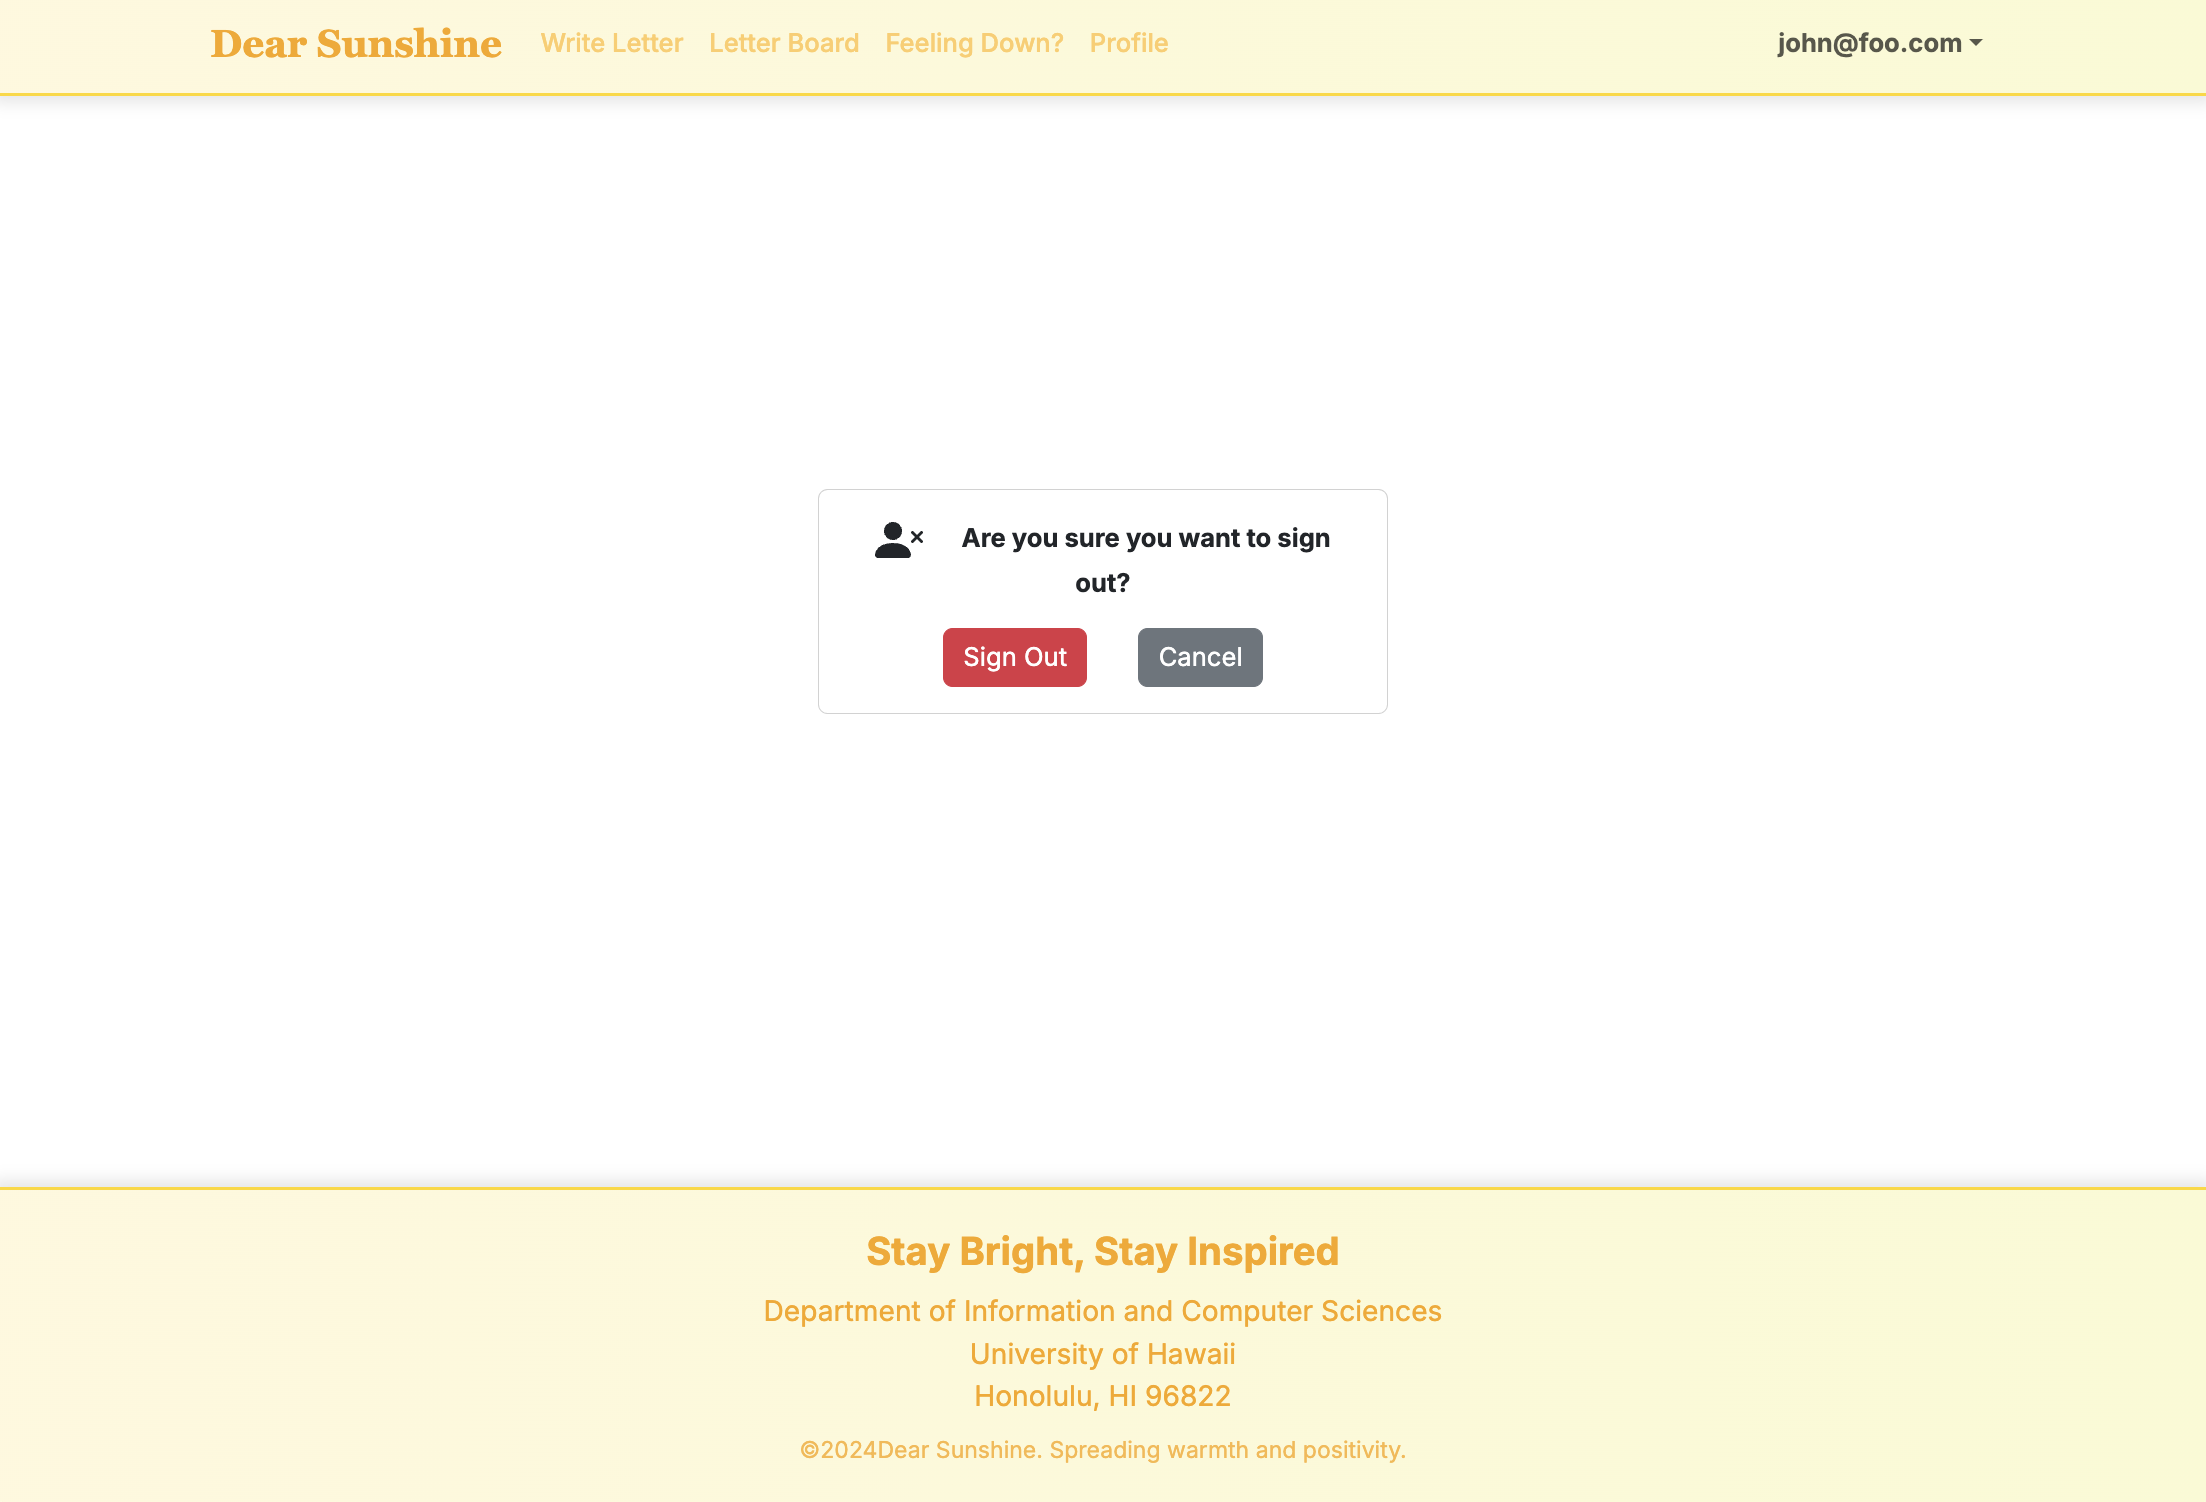 Dear Sunshine Write Letter Letter Board Feeling Down? Profile john@foo.com
Are you sure you want to sign
out?
Sign Out Cancel
Stay Bright, Stay Inspired
Department of Information and Computer Sciences
University of Hawaii
Honolulu, HI 96822
©2024Dear Sunshine. Spreading warmth and positivity.